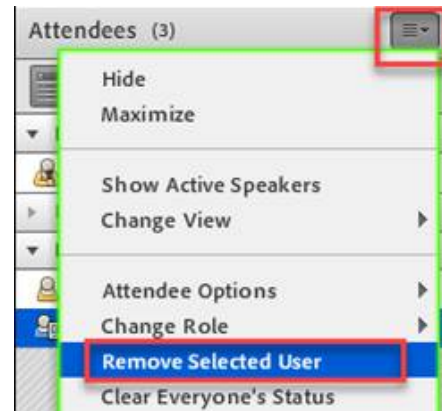 Attendees (3)
Hide
Maximize
Show Active Speakers
Change View
Attendee Options
Change Role
Remove Selected User
Clear Everyone's Status